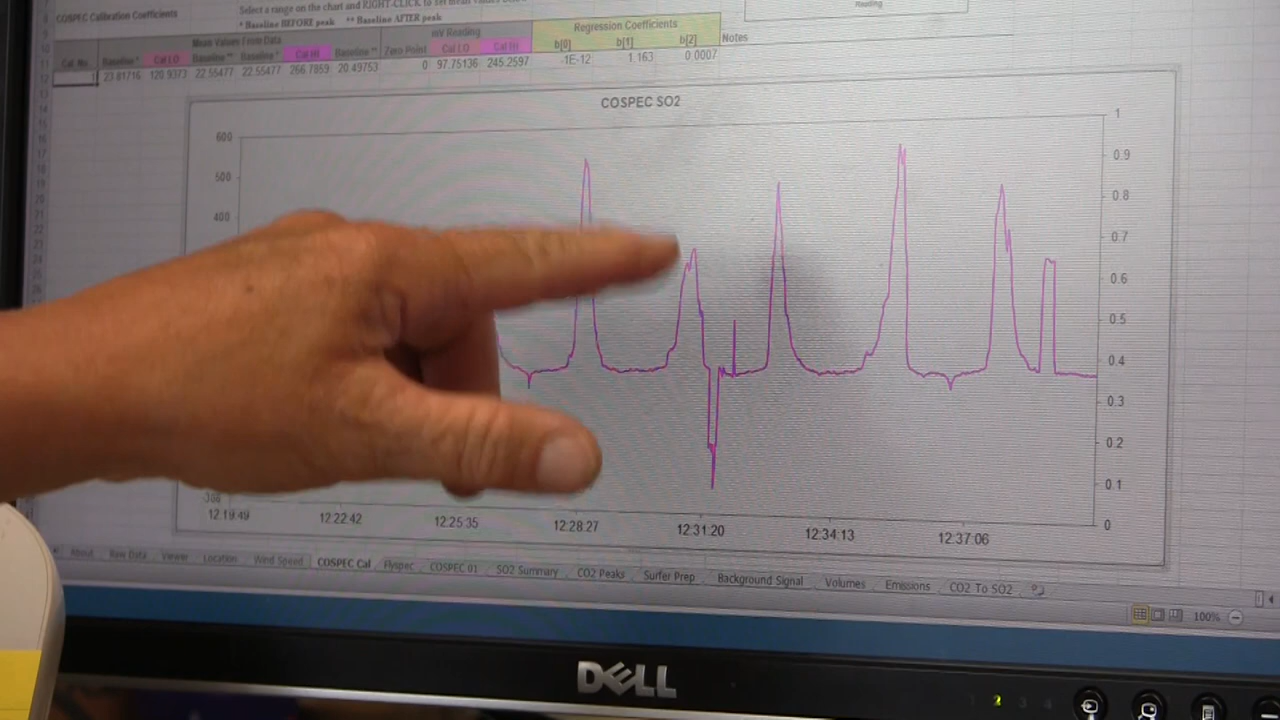 COSPEC Calibration Coefficients
Select a range on the chart and RIGHT-CLICK to set mean values
* Baseline BEFORE peak ** Baseline AFTER peak
Mean Values From Data
mV Reading
Regression Coefficients
Cal No. Baseline* Cal LO Baseline** Baseline* Cal HI Baseline** Zero Point Cal LO Cal HI b[0] b[1] b[2] Notes
1 23.81716 120.9373 22.55477 22.55477 266.7859 20.49753 0 97.75136 245.2597 -1E-12 1.163 0.0007
Reading
COSPEC SO2
600
500
400
1
0.9
0.8
0.7
0.6
0.5
0.4
0.3
0.2
0.1
0
12:19:49 12:22:42 12:25:35 12:28:27 12:31:20 12:34:13 12:37:06
About Raw Data Viewer Location Wind Speed COSPEC Cal Flyspec COSPEC 01 SO2 Summary CO2 Peaks Surfer Prep Background Signal Volumes Emissions CO2 To SO2
100%
DELL